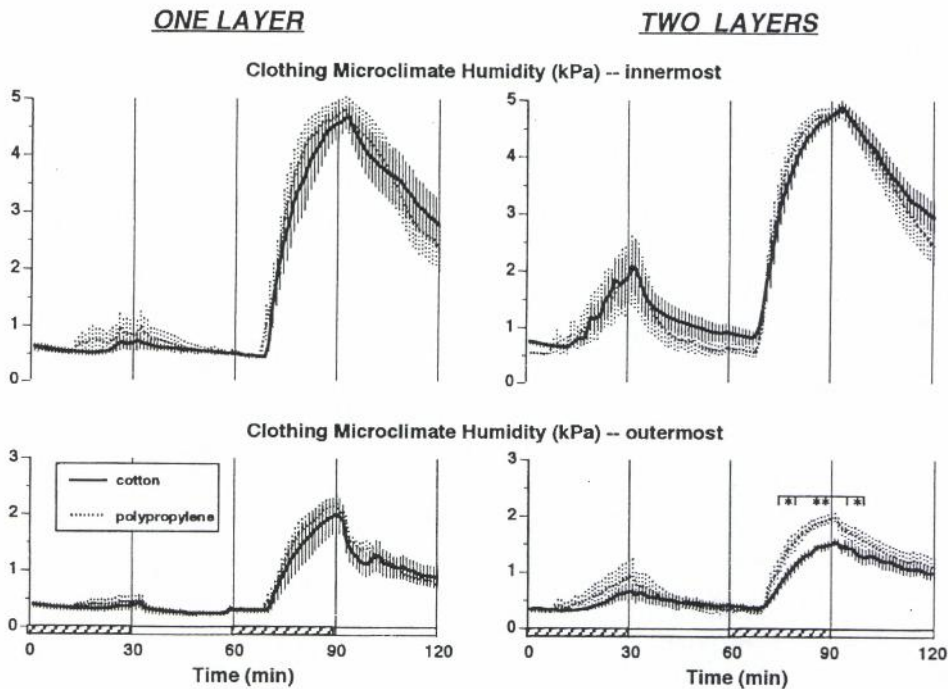 ONE LAYER
TWO LAYERS
Clothing Microclimate Humidity (kPa) -- innermost
5
4
3
2
1
0
5
4
3
2
1
0
Clothing Microclimate Humidity (kPa) -- outermost
3
2
1
0
cotton
polypropylene
3
2
1
0
* ** *
0 30 60 90 120
0 30 60 90 120
Time (min)
Time (min)